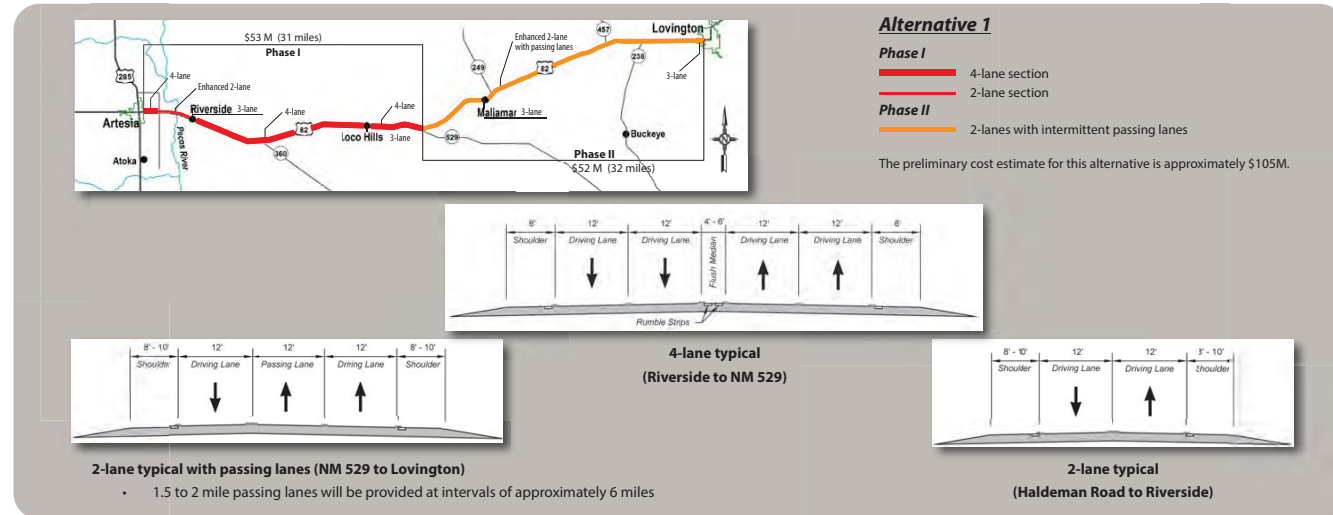 $53 M (31 miles)
Phase I
4-lane
Enhanced 2-lane
285
Artesia
Atoka
Pecos River
Riverside 3-lane
4-lane
82
360
4-lane
Loco Hills
3-lane
529
249
Maljamar 3-lane
Enhanced 2-lane
with passing lanes
82
457
Lovington
238
3-lane
Buckeye
Phase II
$52 M (32 miles)
Alternative 1
Phase I
4-lane section
2-lane section
Phase II
2-lanes with intermittent passing lanes
The preliminary cost estimate for this alternative is approximately $105M.
8' 12' 12' 4' - 6' 12' 12' 8'
Shoulder Driving Lane Driving Lane Flush Median Driving Lane Driving Lane Shoulder
Rumble Strips
4-lane typical
(Riverside to NM 529)
8' - 10' 12' 12' 12' 8' - 10'
Shoulder Driving Lane Passing Lane Driving Lane Shoulder
2-lane typical with passing lanes (NM 529 to Lovington)
• 1.5 to 2 mile passing lanes will be provided at intervals of approximately 6 miles
8' - 10' 12' 12' 8' - 10'
Shoulder Driving Lane Driving Lane Shoulder
2-lane typical
(Haldeman Road to Riverside)